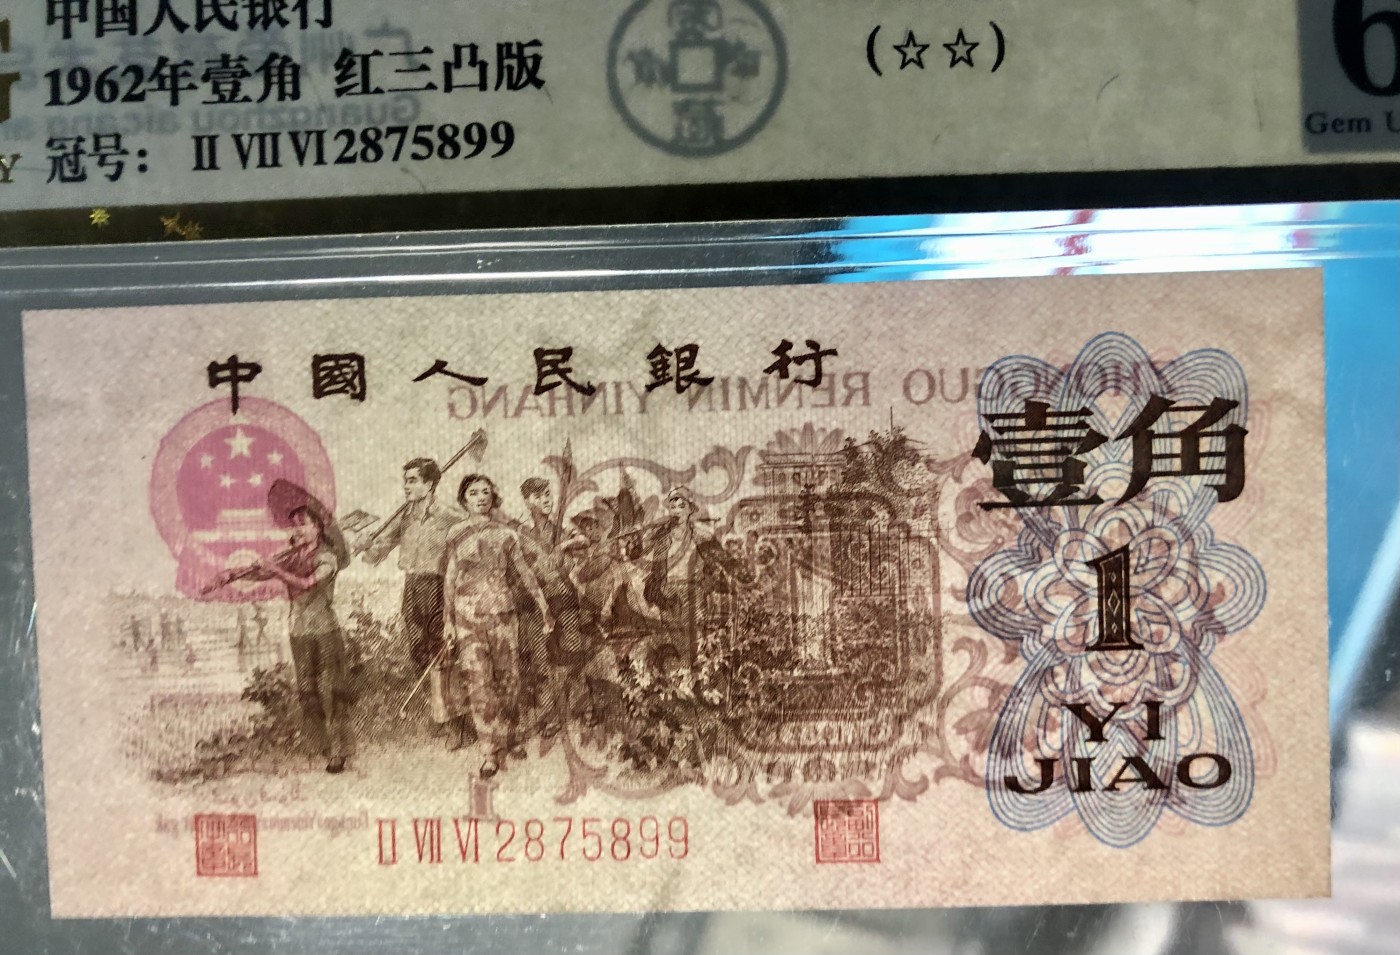 中国人民银行
1962年壹角 红三凸版
(☆☆)
冠号: Ⅱ Ⅶ Ⅵ 2875899
6
Gem U
Y
中國人民銀行
ZHONGGUO RENMIN YINHANG
壹角
1
YI
JIAO
Ⅱ Ⅶ Ⅵ 2875899